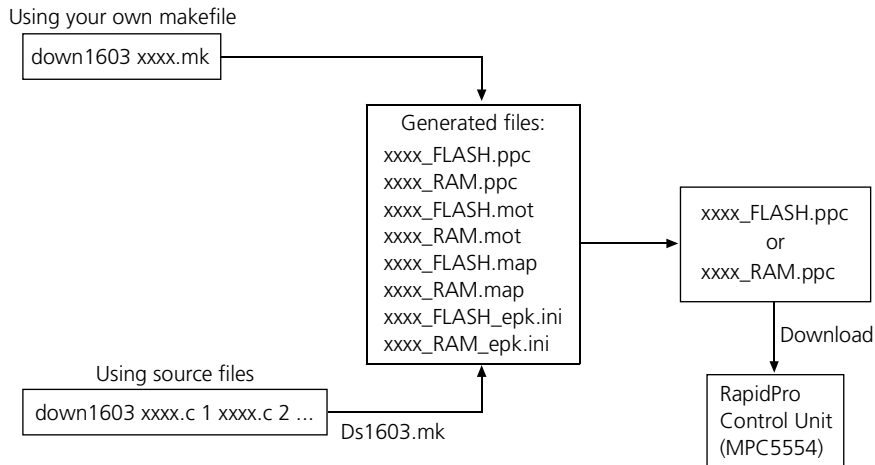 Using your own makefile
down1603 xxxx.mk
Generated files:
xxxx_FLASH.ppc
xxxx_RAM.ppc
xxxx_FLASH.mot
xxxx_RAM.mot
xxxx_FLASH.map
xxxx_RAM.map
xxxx_FLASH_epk.ini
xxxx_RAM_epk.ini
Using source files
down1603 xxxx.c 1 xxxx.c 2 ...
Ds1603.mk
xxxx_FLASH.ppc
or
xxxx_RAM.ppc
Download
RapidPro
Control Unit
(MPC5554)